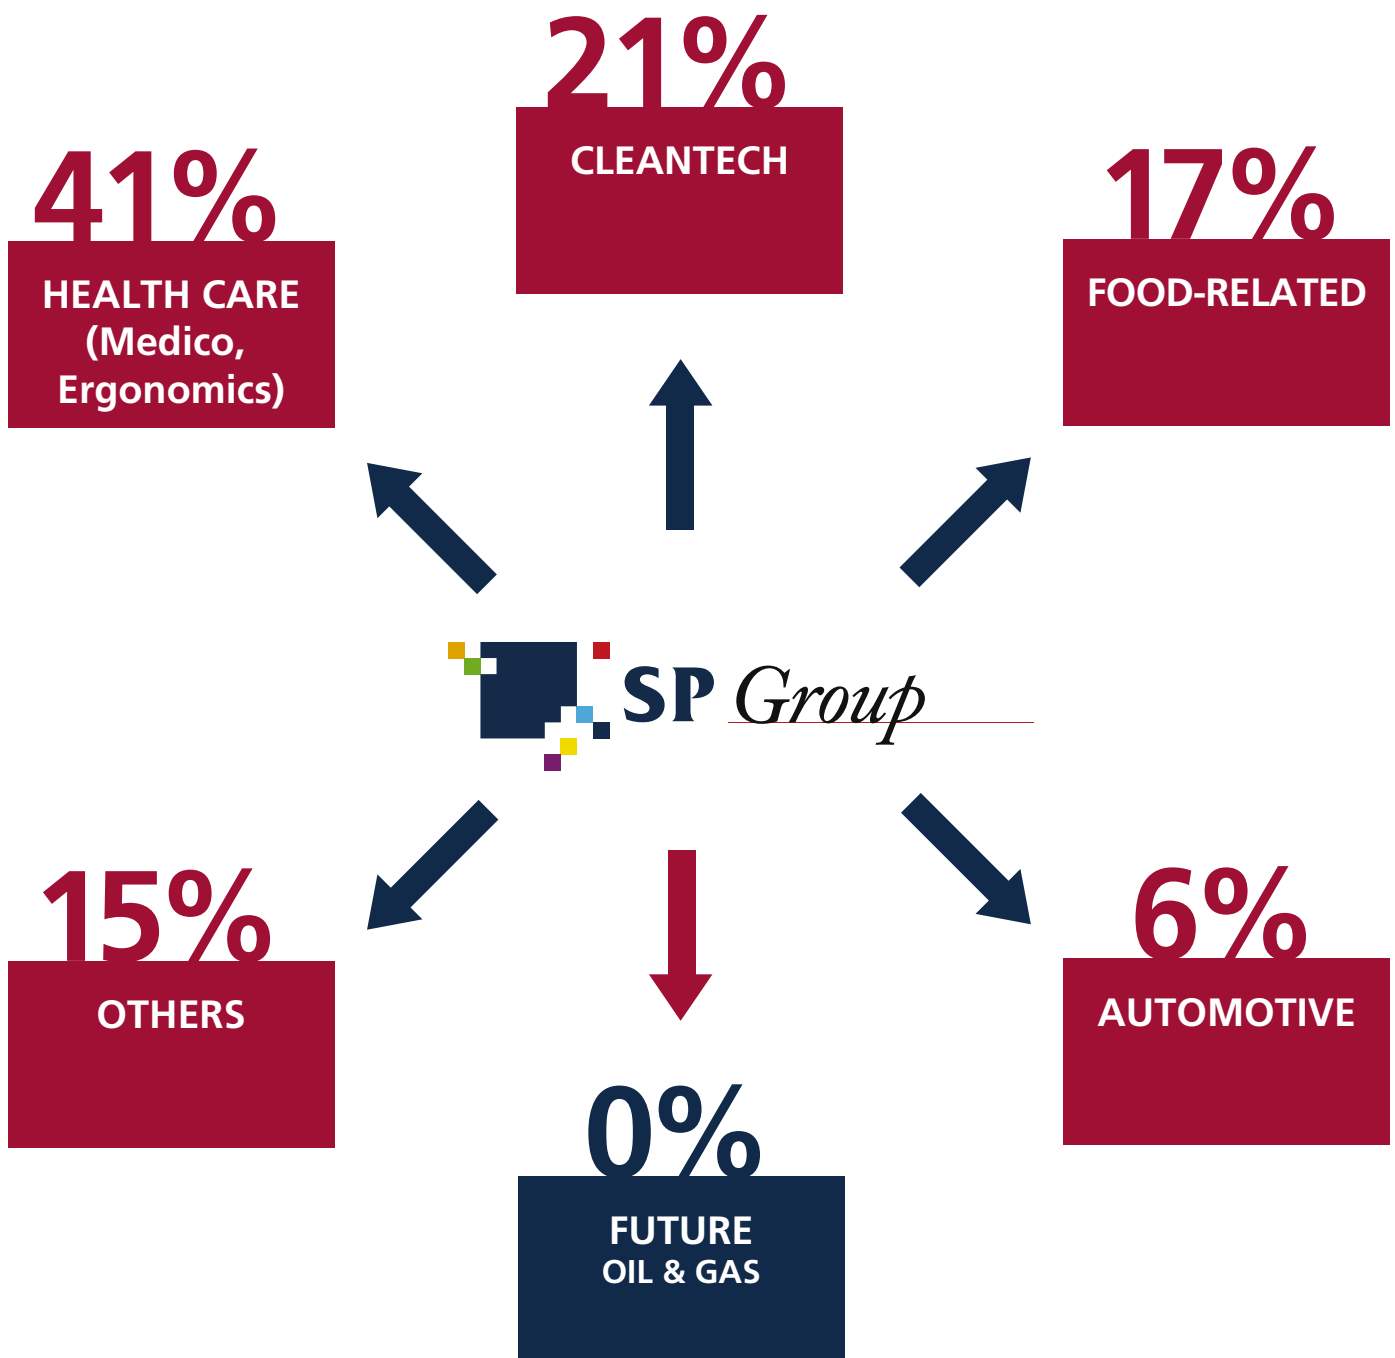 21%
CLEANTECH
41%
HEALTH CARE
(Medico,
Ergonomics)
17%
FOOD-RELATED
SP Group
15%
OTHERS
6%
AUTOMOTIVE
0%
FUTURE
OIL & GAS